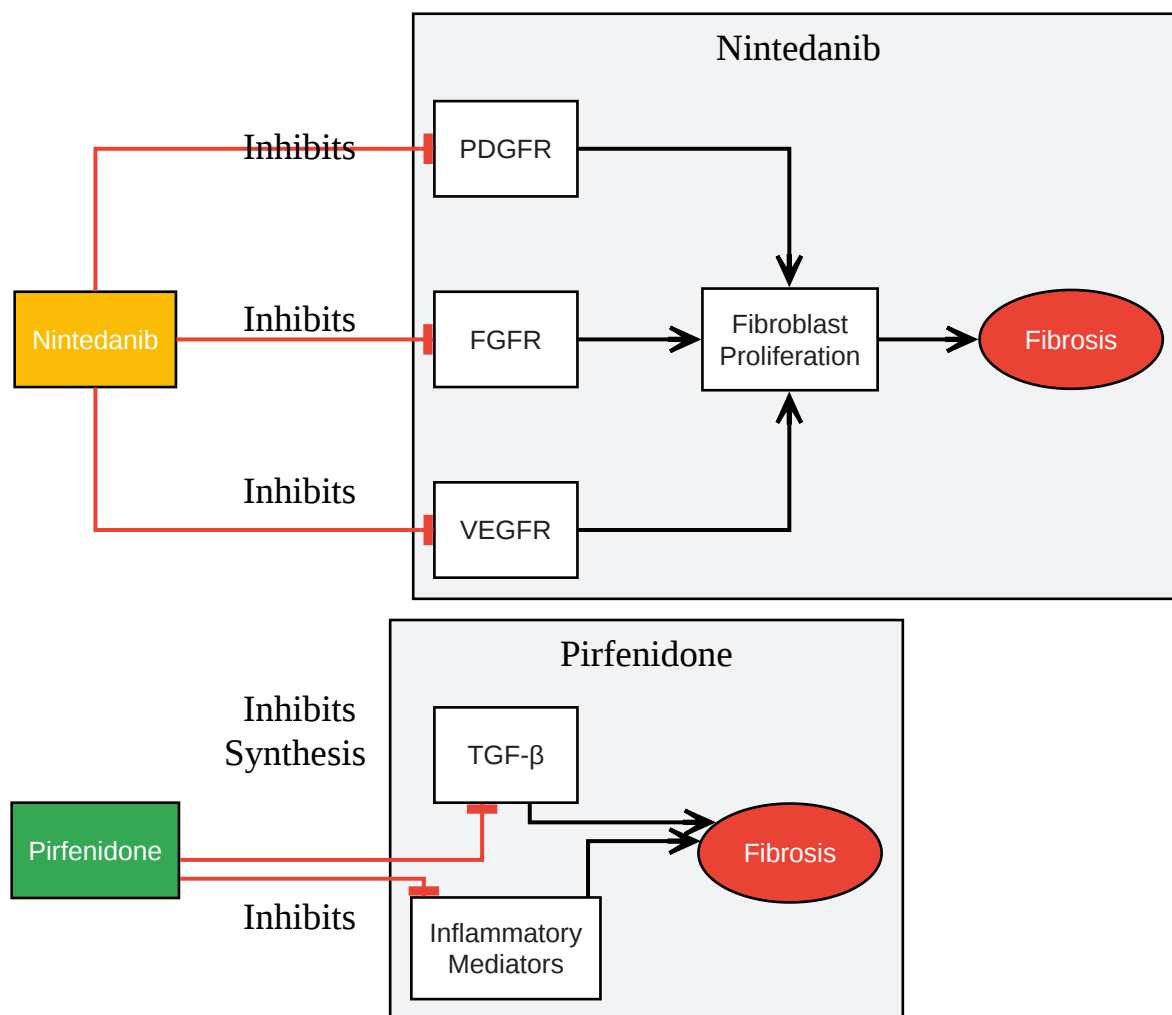 Nintedanib
Inhibits
PDGFR
Nintedanib
Inhibits
FGFR
Fibroblast
Proliferation
Fibrosis
Inhibits
VEGFR
Pirfenidone
Inhibits
Synthesis
TGF-β
Pirfenidone
Fibrosis
Inhibits
Inflammatory
Mediators